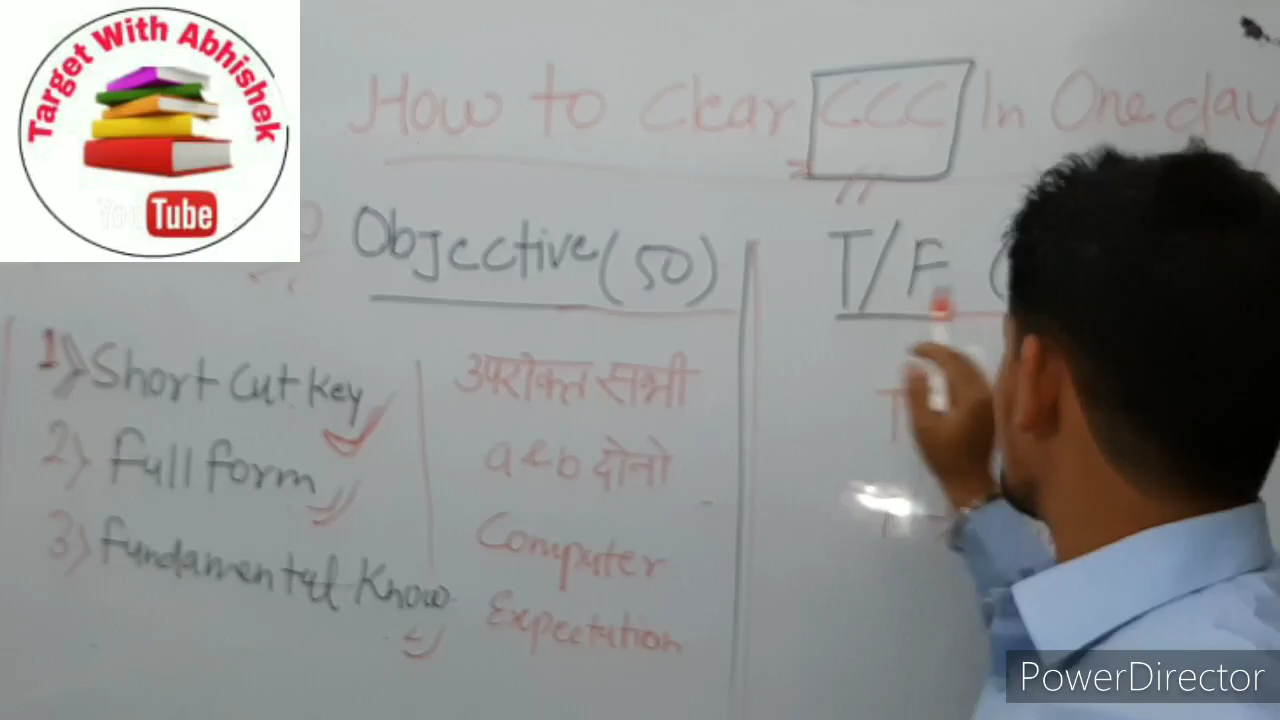 Target With Abhishek
YouTube
How to Clear CCC In One day
Objective (50)
T/F (
1) Short Cut Key
2) Full form
3) Fundamental Know
उपरोक्त सभी
a & b दोनो
Computer
Expectation
T
PowerDirector